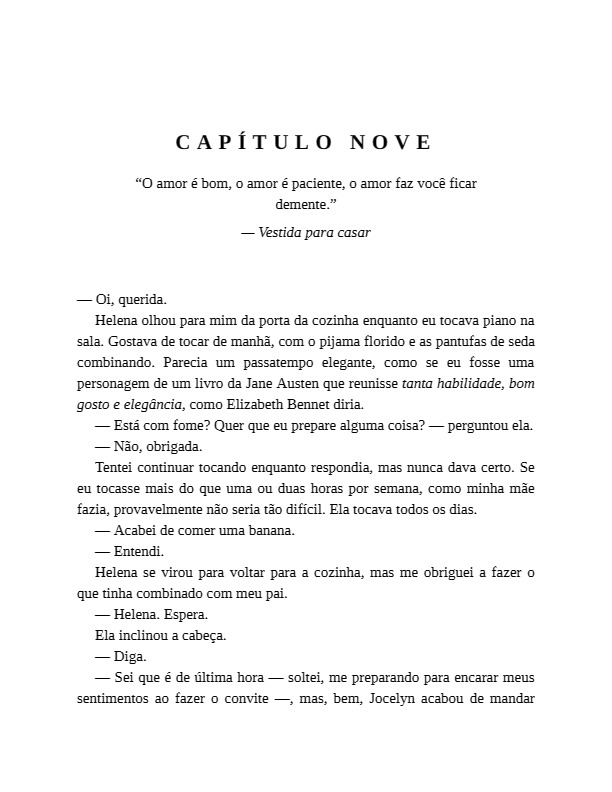 CAPÍTULO NOVE
“O amor é bom, o amor é paciente, o amor faz você ficar
demente.”
— Vestida para casar
— Oi, querida.
Helena olhou para mim da porta da cozinha enquanto eu tocava piano na
sala. Gostava de tocar de manhã, com o pijama florido e as pantufas de seda
combinando. Parecia um passatempo elegante, como se eu fosse uma
personagem de um livro da Jane Austen que reunisse tanta habilidade, bom
gosto e elegância, como Elizabeth Bennet diria.
— Está com fome? Quer que eu prepare alguma coisa? — perguntou ela.
— Não, obrigada.
Tentei continuar tocando enquanto respondia, mas nunca dava certo. Se
eu tocasse mais do que uma ou duas horas por semana, como minha mãe
fazia, provavelmente não seria tão difícil. Ela tocava todos os dias.
— Acabei de comer uma banana.
— Entendi.
Helena se virou para voltar para a cozinha, mas me obriguei a fazer o
que tinha combinado com meu pai.
— Helena. Espera.
Ela inclinou a cabeça.
— Diga.
— Sei que é de última hora — soltei, me preparando para encarar meus
sentimentos ao fazer o convite —, mas, bem, Jocelyn acabou de mandar